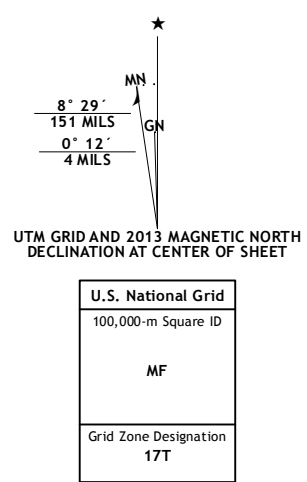 ★
MN
8° 29´
151 MILS
GN
0° 12´
4 MILS
UTM GRID AND 2013 MAGNETIC NORTH
DECLINATION AT CENTER OF SHEET
U.S. National Grid
100,000-m Square ID
MF
Grid Zone Designation
17T